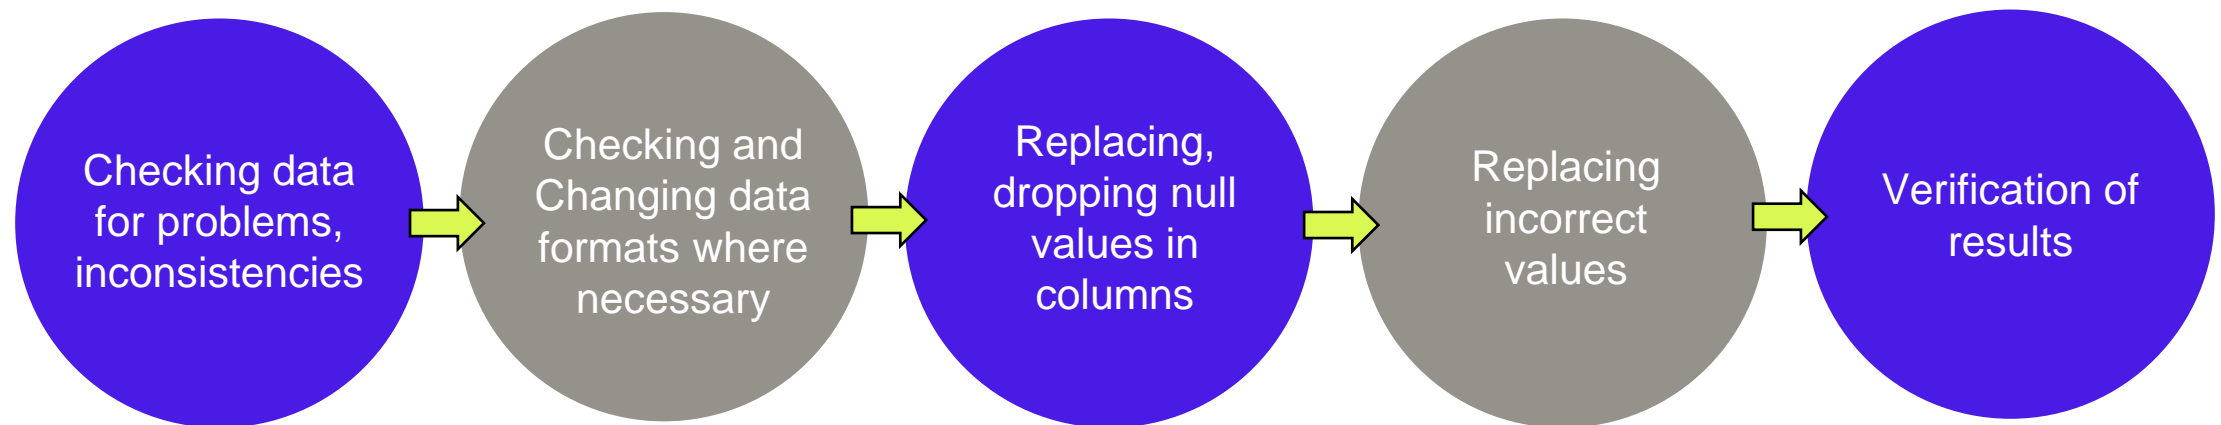 Checking data
for problems,
inconsistencies
Checking and
Changing data
formats where
necessary
Replacing,
dropping null
values in
columns
Replacing
incorrect
values
Verification of
results